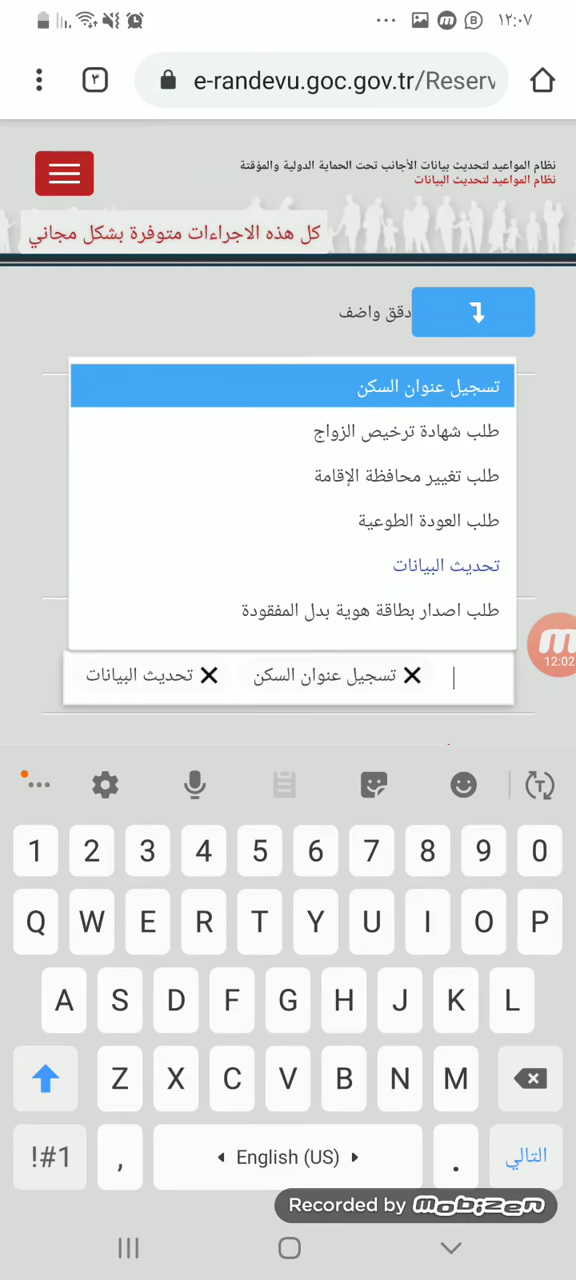 ١٢:٠٧
٣
e-randevu.goc.gov.tr/Reserv
نظام المواعيد لتحديث بيانات الأجانب تحت الحماية الدولية والمؤقتة
نظام المواعيد لتحديث البيانات
كل هذه الاجراءات متوفرة بشكل مجاني
دقق واضف
تسجيل عنوان السكن
طلب شهادة ترخيص الزواج
طلب تغيير محافظة الإقامة
طلب العودة الطوعية
تحديث البيانات
طلب اصدار بطاقة هوية بدل المفقودة
12:02
تسجيل عنوان السكن ✕ تحديث البيانات ✕
1 2 3 4 5 6 7 8 9 0
Q W E R T Y U I O P
A S D F G H J K L
Z X C V B N M
!#1 , English (US) . التالي
Recorded by mobizen